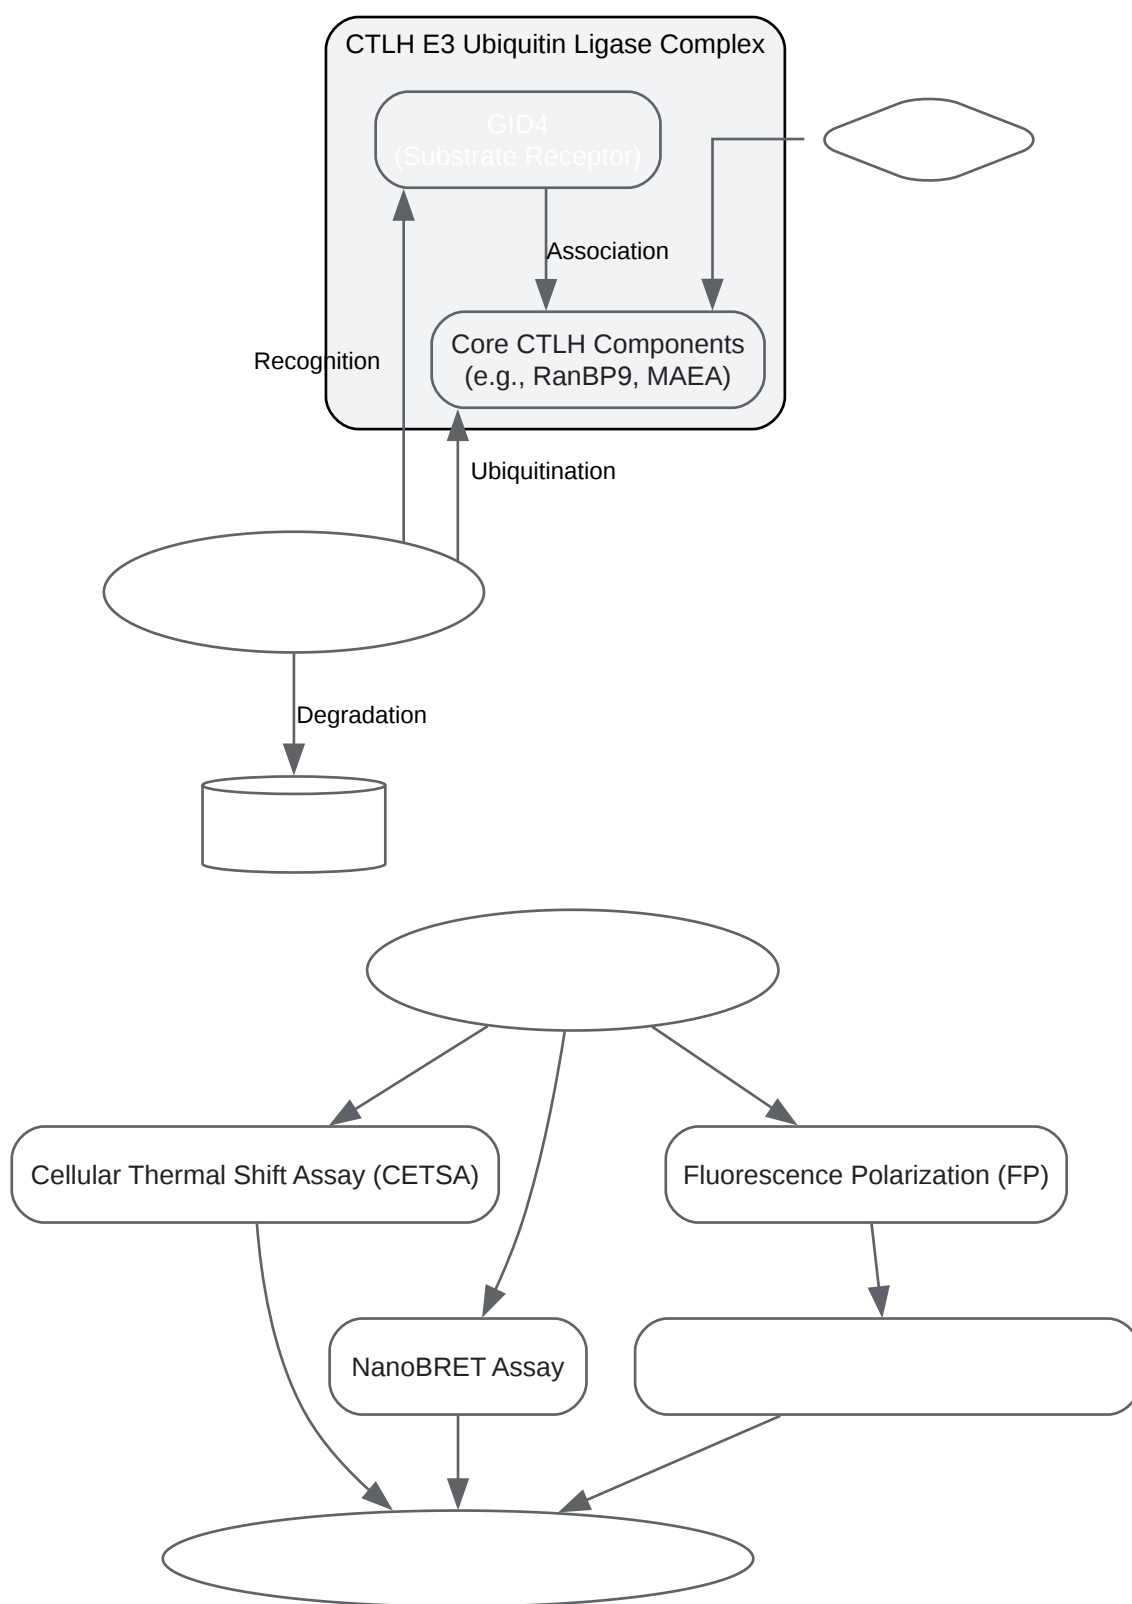 CTLH E3 Ubiquitin Ligase Complex
GID4
(Substrate Receptor)
Association
Core CTLH Components
(e.g., RanBP9, MAEA)
Recognition
Ubiquitination
Degradation
Cellular Thermal Shift Assay (CETSA)
Fluorescence Polarization (FP)
NanoBRET Assay